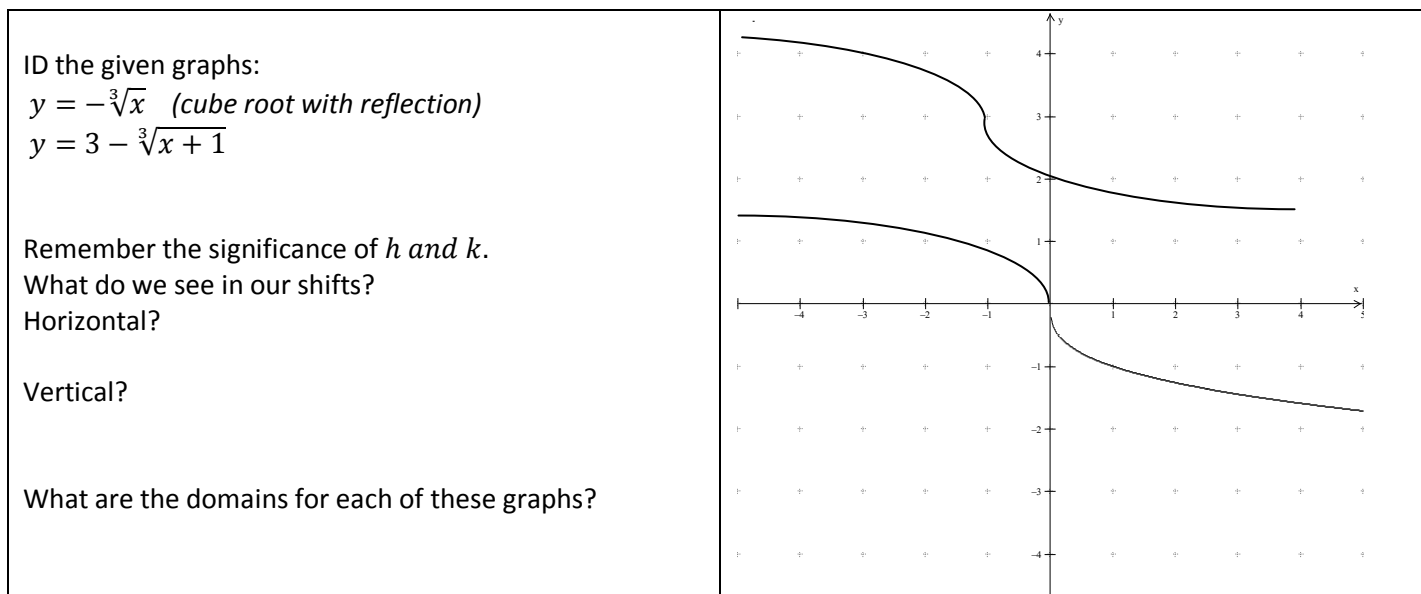 ID the given graphs:
y = −∛x (cube root with reflection)
y = 3 − ∛x + 1
Remember the significance of h and k.
What do we see in our shifts?
Horizontal?
Vertical?
What are the domains for each of these graphs?
y
4
3
2
1
x
−4 −3 −2 −1 1 2 3 4 5
−1
−2
−3
−4